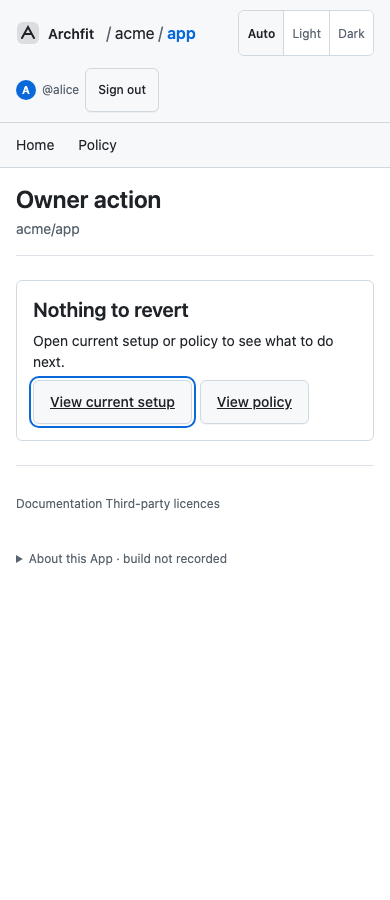 Archfit / acme / app
Auto Light Dark
A @alice Sign out
Home Policy
Owner action
acme/app
Nothing to revert
Open current setup or policy to see what to do
next.
View current setup View policy
Documentation Third-party licences
About this App · build not recorded